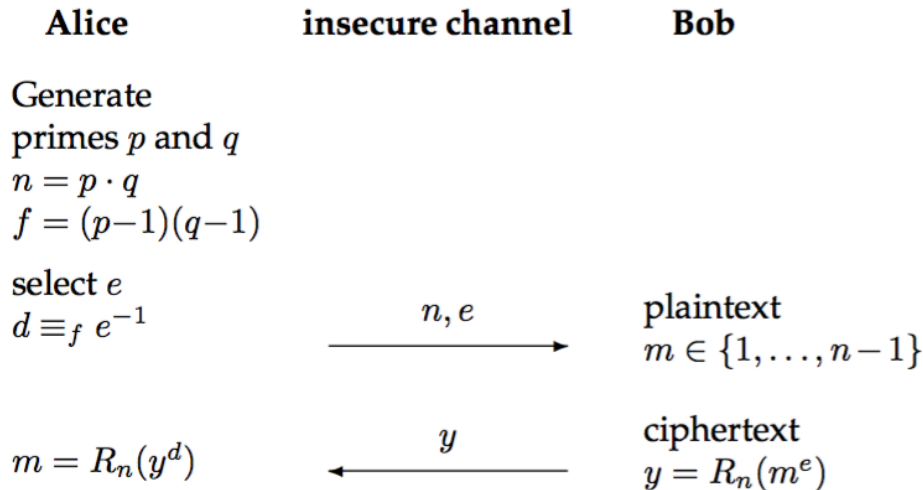 Alice insecure channel Bob
Generate
primes p and q
n = p · q
f = (p−1)(q−1)
select e
d ≡_f e^{−1}
n, e
plaintext
m ∈ {1, …, n − 1}
y
ciphertext
m = R_n(y^d)
y = R_n(m^e)